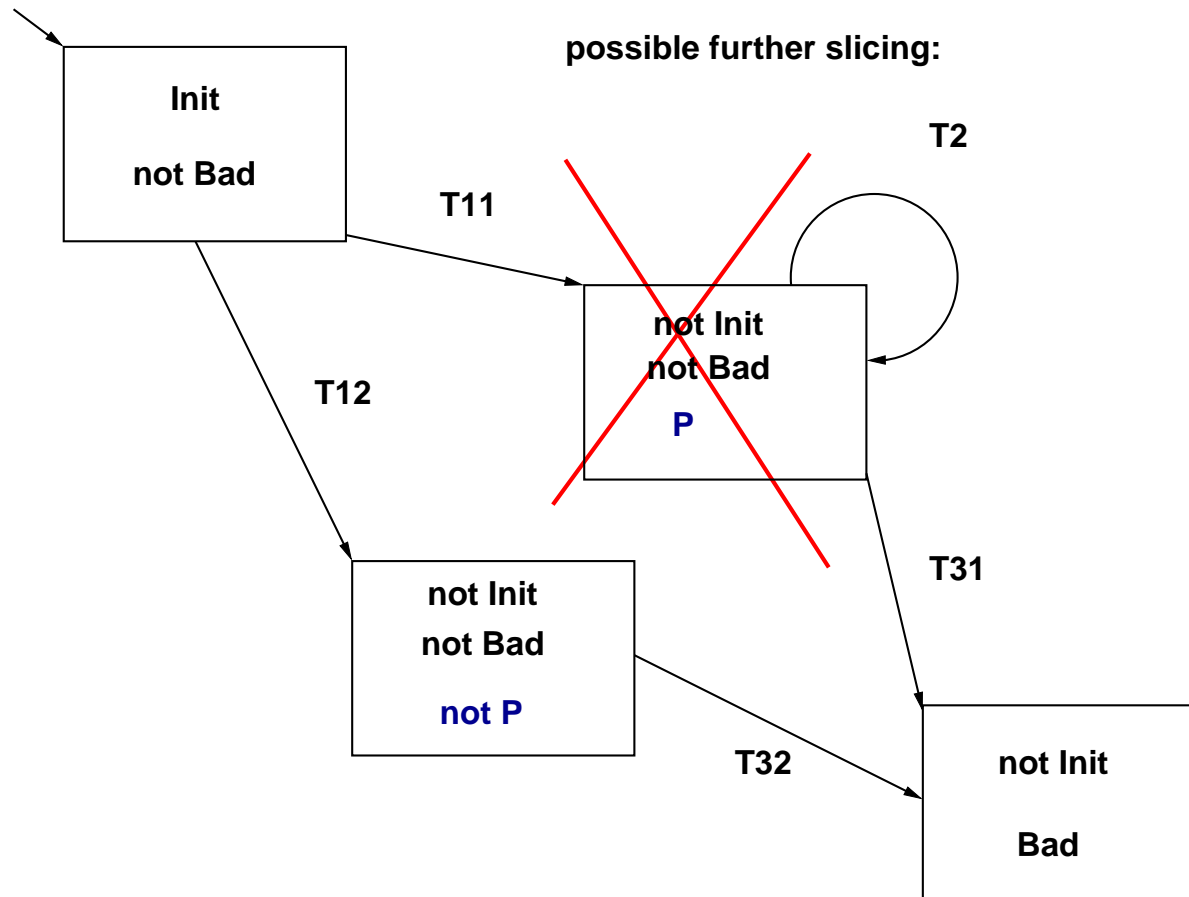 possible further slicing:
Init
not Bad
T2
T11
not Init
not Bad
P
T12
T31
not Init
not Bad
not P
T32
not Init
Bad